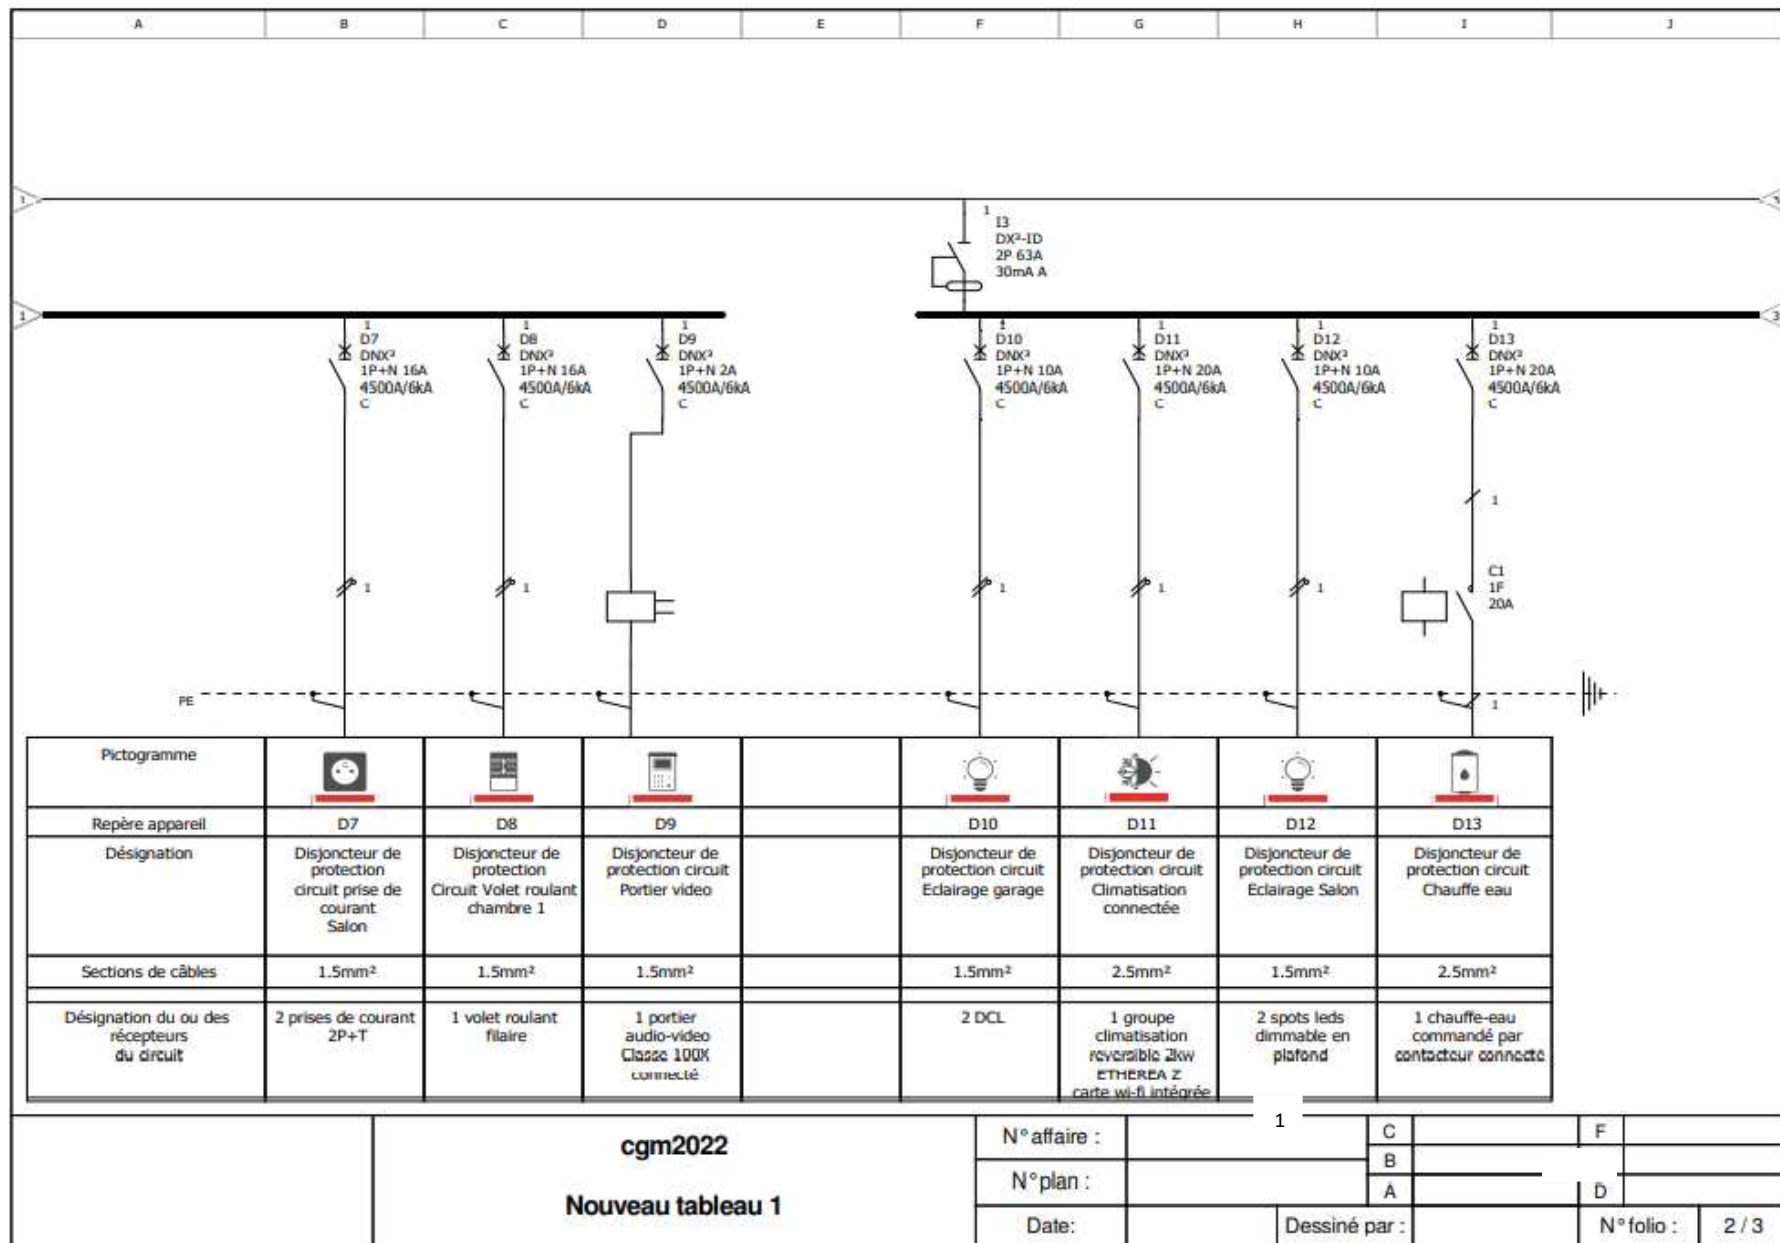 A B C D E F G H I J
1
1
I3
DX³-ID
2P 63A
30mA A
1 3
1 1 1 1 1 1 1
D7 D8 D9 D10 D11 D12 D13
DNX³ DNX³ DNX³ DNX³ DNX³ DNX³ DNX³
1P+N 16A 1P+N 16A 1P+N 2A 1P+N 10A 1P+N 20A 1P+N 10A 1P+N 20A
4500A/6kA 4500A/6kA 4500A/6kA 4500A/6kA 4500A/6kA 4500A/6kA 4500A/6kA
C C C C C C C
1
C1
1 1 1 1 1 1F
20A
PE 1
Pictogramme
Repère appareil D7 D8 D9 D10 D11 D12 D13
Désignation
Disjoncteur de
protection
circuit prise de
courant
Salon
Disjoncteur de
protection
Circuit Volet roulant
chambre 1
Disjoncteur de
protection circuit
Portier video
Disjoncteur de
protection circuit
Eclairage garage
Disjoncteur de
protection circuit
Climatisation
connectée
Disjoncteur de
protection circuit
Eclairage Salon
Disjoncteur de
protection circuit
Chauffe eau
Sections de câbles 1.5mm² 1.5mm² 1.5mm² 1.5mm² 2.5mm² 1.5mm² 2.5mm²
Désignation du ou des
récepteurs
du circuit
2 prises de courant
2P+T
1 volet roulant
filaire
1 portier
audio-video
Classe 100X
connecté
2 DCL
1 groupe
climatisation
reversible 2kw
ETHEREA Z
carte wi-fi intégrée
2 spots leds
dimmable en
plafond
1 chauffe-eau
commandé par
contacteur connecté
cgm2022
Nouveau tableau 1
N° affaire : 1 C F
N° plan : B
A D
Date: Dessiné par : N° folio : 2 / 3